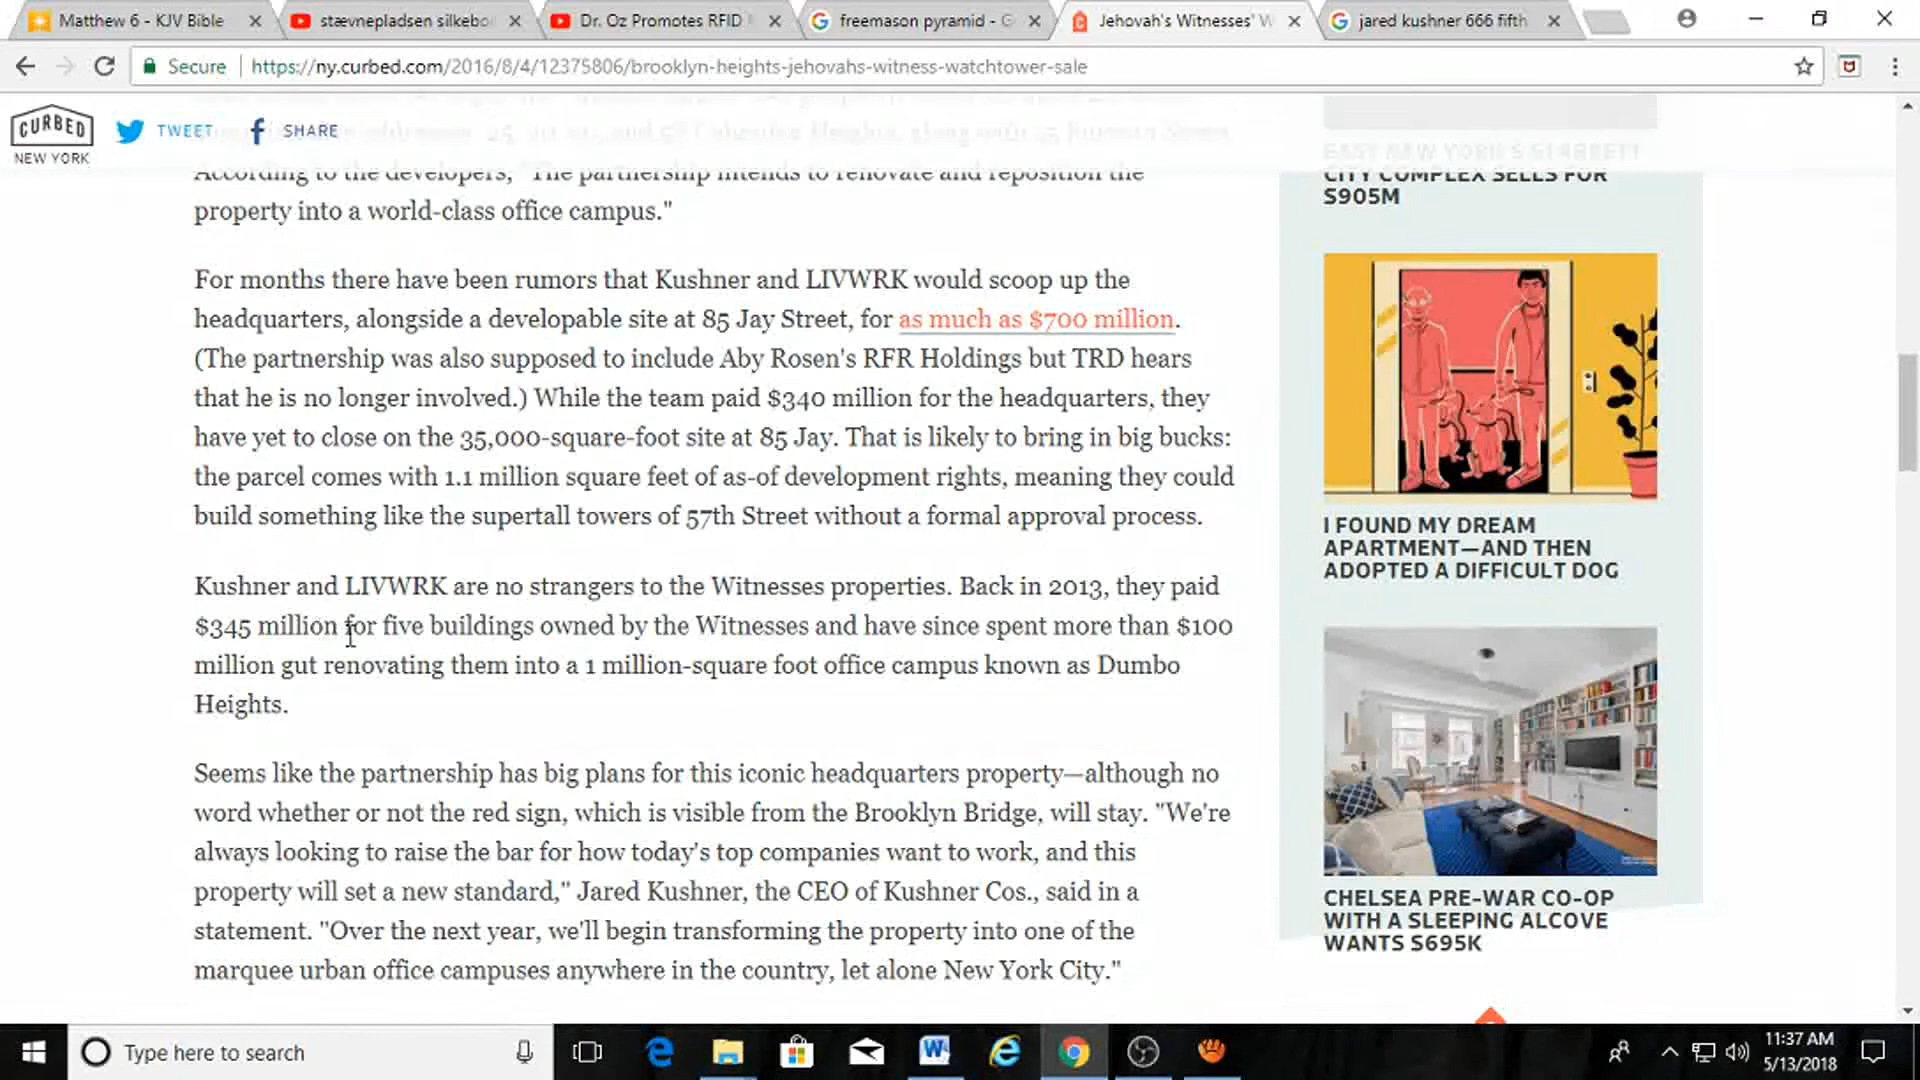 Matthew 6 - KJV Bible
stævnepladsen silkebo
Dr. Oz Promotes RFID
freemason pyramid - G
Jehovah's Witnesses' W
jared kushner 666 fifth
Secure
https://ny.curbed.com/2016/8/4/12375806/brooklyn-heights-jehovahs-witness-watchtower-sale
CURBED
NEW YORK
TWEET
SHARE
According to the developers, "The partnership intends to renovate and reposition the
property into a world-class office campus."
For months there have been rumors that Kushner and LIVWRK would scoop up the
headquarters, alongside a developable site at 85 Jay Street, for as much as $700 million.
(The partnership was also supposed to include Aby Rosen's RFR Holdings but TRD hears
that he is no longer involved.) While the team paid $340 million for the headquarters, they
have yet to close on the 35,000-square-foot site at 85 Jay. That is likely to bring in big bucks:
the parcel comes with 1.1 million square feet of as-of development rights, meaning they could
build something like the supertall towers of 57th Street without a formal approval process.
Kushner and LIVWRK are no strangers to the Witnesses properties. Back in 2013, they paid
$345 million for five buildings owned by the Witnesses and have since spent more than $100
million gut renovating them into a 1 million-square foot office campus known as Dumbo
Heights.
Seems like the partnership has big plans for this iconic headquarters property—although no
word whether or not the red sign, which is visible from the Brooklyn Bridge, will stay. "We're
always looking to raise the bar for how today's top companies want to work, and this
property will set a new standard," Jared Kushner, the CEO of Kushner Cos., said in a
statement. "Over the next year, we'll begin transforming the property into one of the
marquee urban office campuses anywhere in the country, let alone New York City."
EAST NEW YORK'S STARRETT
CITY COMPLEX SELLS FOR
$905M
I FOUND MY DREAM
APARTMENT—AND THEN
ADOPTED A DIFFICULT DOG
CHELSEA PRE-WAR CO-OP
WITH A SLEEPING ALCOVE
WANTS $695K
Type here to search
11:37 AM
5/13/2018